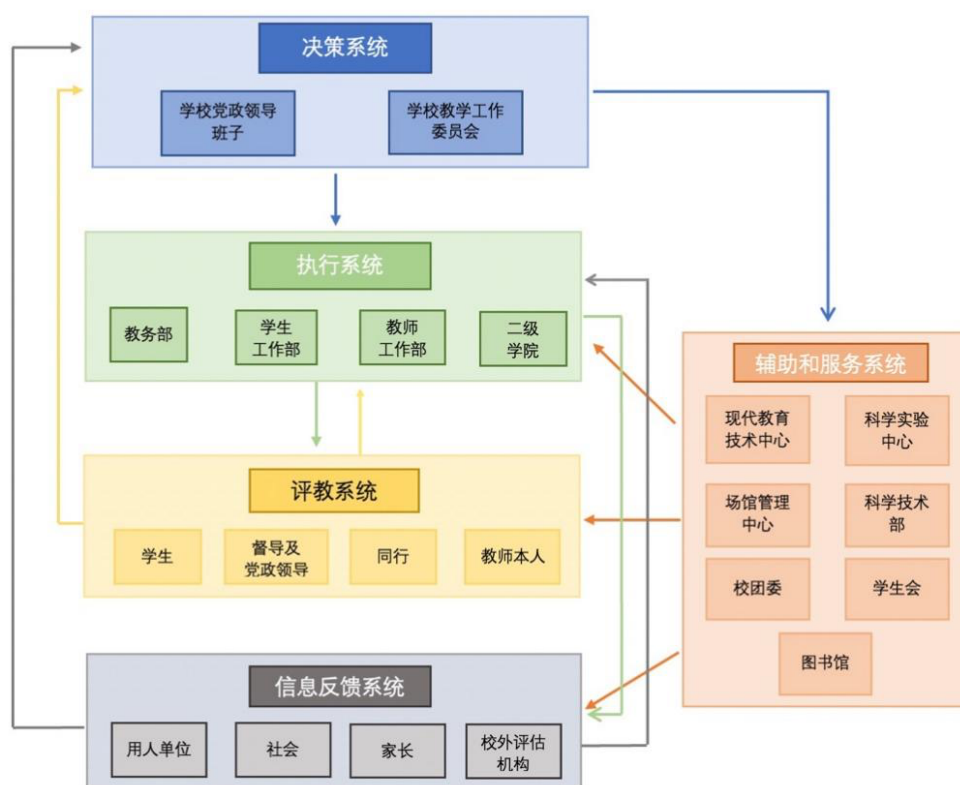 决策系统
学校党政领导
班子
学校教学工作
委员会
执行系统
教务部
学生
工作部
教师
工作部
二级
学院
辅助和服务系统
现代教育
技术中心
科学实验
中心
场馆管理
中心
科学技术
部
校团委
学生会
图书馆
评教系统
学生
督导及
党政领导
同行
教师本人
信息反馈系统
用人单位
社会
家长
校外评估
机构